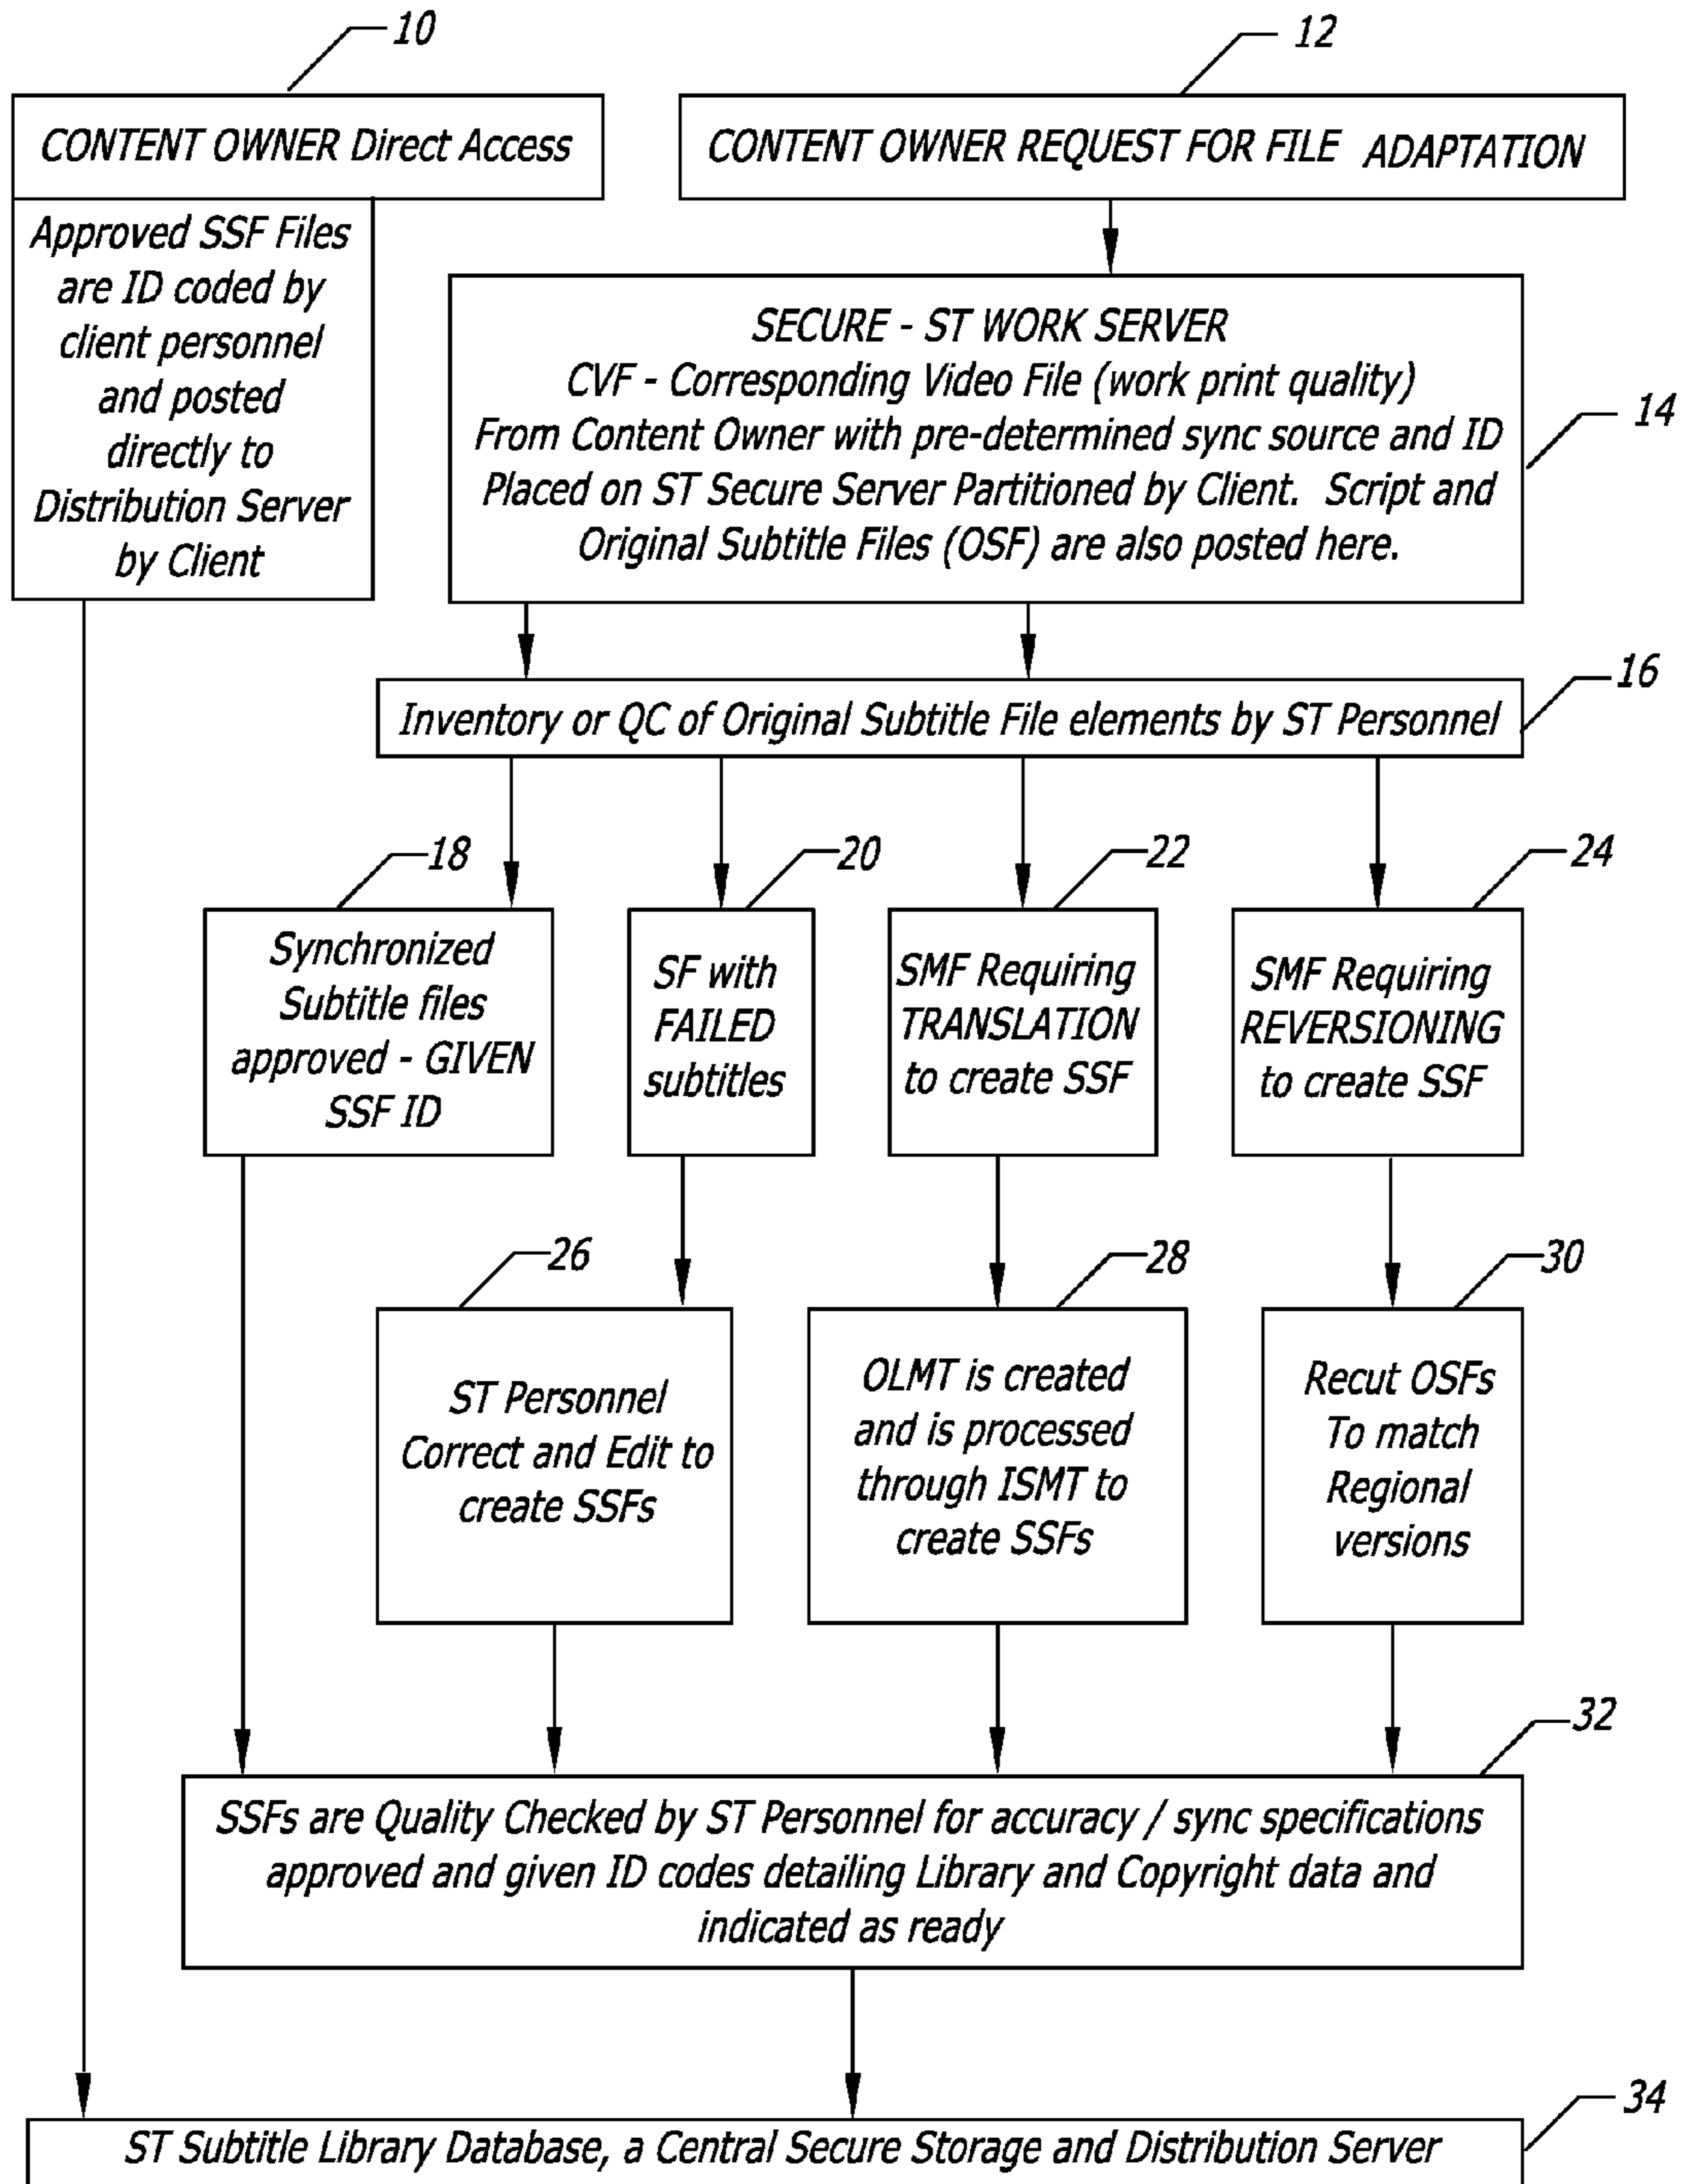 10
12
CONTENT OWNER Direct Access
CONTENT OWNER REQUEST FOR FILE ADAPTATION
Approved SSF Files
are ID coded by
client personnel
and posted
directly to
Distribution Server
by Client
SECURE - ST WORK SERVER
CVF - Corresponding Video File (work print quality)
From Content Owner with pre-determined sync source and ID
Placed on ST Secure Server Partitioned by Client. Script and
Original Subtitle Files (OSF) are also posted here.
14
16
Inventory or QC of Original Subtitle File elements by ST Personnel
18
20
22
24
Synchronized
Subtitle files
approved - GIVEN
SSF ID
SF with
FAILED
subtitles
SMF Requiring
TRANSLATION
to create SSF
SMF Requiring
REVERSIONING
to create SSF
26
28
30
ST Personnel
Correct and Edit to
create SSFs
OLMT is created
and is processed
through ISMT to
create SSFs
Recut OSFs
To match
Regional
versions
32
SSFs are Quality Checked by ST Personnel for accuracy / sync specifications
approved and given ID codes detailing Library and Copyright data and
indicated as ready
34
ST Subtitle Library Database, a Central Secure Storage and Distribution Server